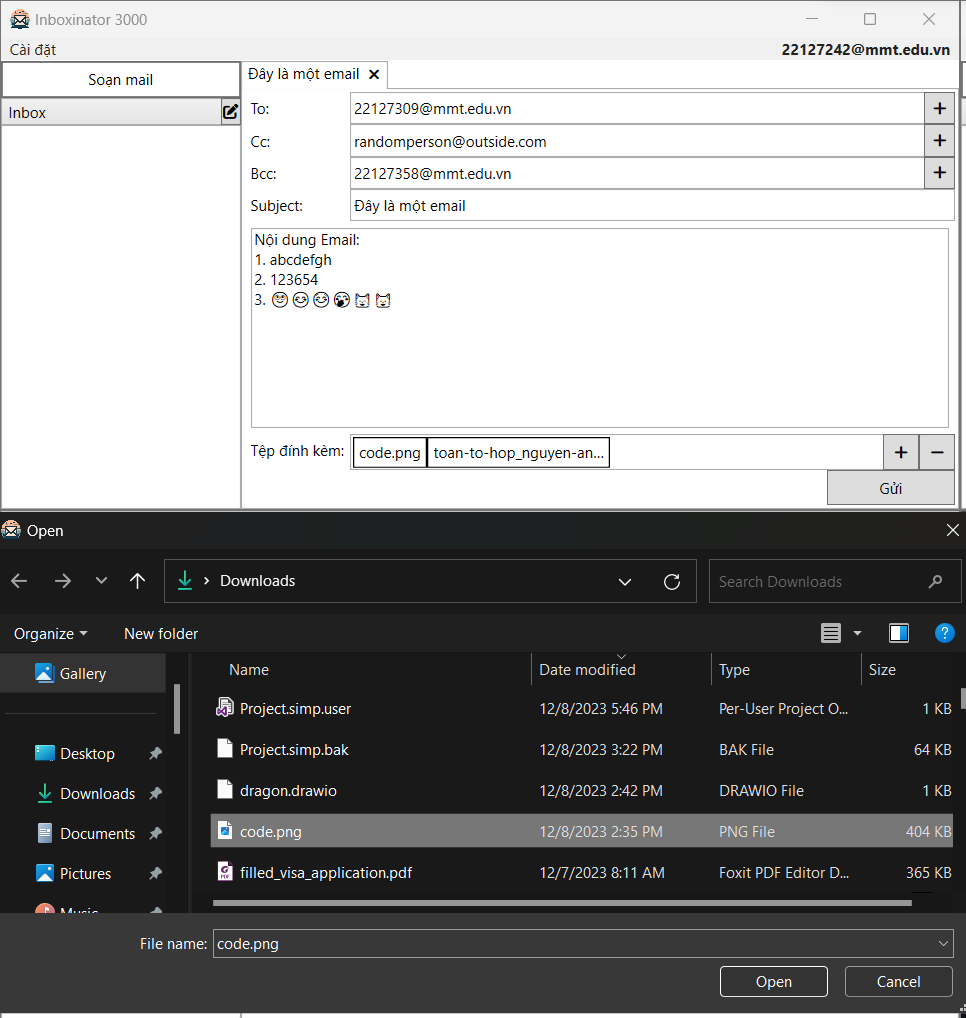 Inboxinator 3000
Cài đặt
22127242@mmt.edu.vn
Soạn mail
Đây là một email
Inbox
To: 22127309@mmt.edu.vn
Cc: randomperson@outside.com
Bcc: 22127358@mmt.edu.vn
Subject: Đây là một email
Nội dung Email:
1. abcdefgh
2. 123654
3. 😁😊😊😲😺😺
Tệp đính kèm: code.png toan-to-hop_nguyen-an...
Gửi
Open
Downloads
Search Downloads
Organize New folder
Gallery
Desktop
Downloads
Documents
Pictures
Music
Name Date modified Type Size
Project.simp.user 12/8/2023 5:46 PM Per-User Project O... 1 KB
Project.simp.bak 12/8/2023 3:22 PM BAK File 64 KB
dragon.drawio 12/8/2023 2:42 PM DRAWIO File 1 KB
code.png 12/8/2023 2:35 PM PNG File 404 KB
filled_visa_application.pdf 12/7/2023 8:11 AM Foxit PDF Editor D... 365 KB
File name: code.png
Open Cancel